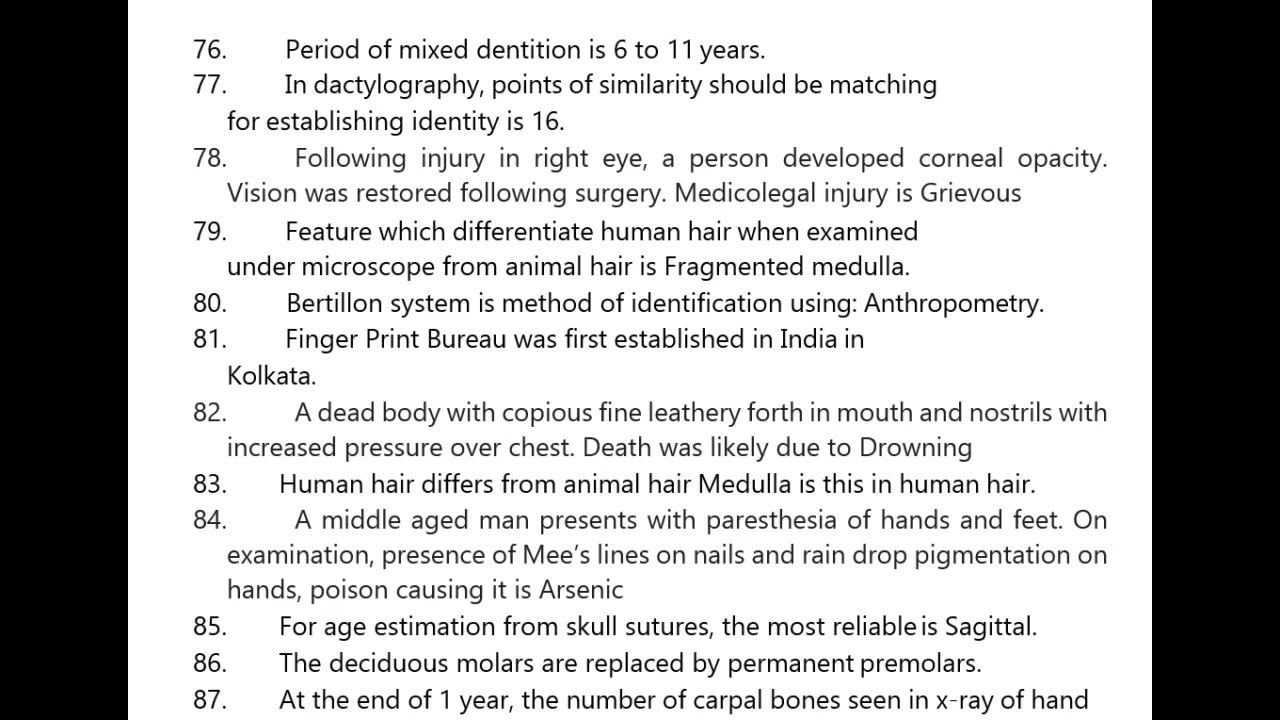 76. Period of mixed dentition is 6 to 11 years.
77. In dactylography, points of similarity should be matching
for establishing identity is 16.
78. Following injury in right eye, a person developed corneal opacity.
Vision was restored following surgery. Medicolegal injury is Grievous
79. Feature which differentiate human hair when examined
under microscope from animal hair is Fragmented medulla.
80. Bertillon system is method of identification using: Anthropometry.
81. Finger Print Bureau was first established in India in
Kolkata.
82. A dead body with copious fine leathery forth in mouth and nostrils with
increased pressure over chest. Death was likely due to Drowning
83. Human hair differs from animal hair Medulla is this in human hair.
84. A middle aged man presents with paresthesia of hands and feet. On
examination, presence of Mee's lines on nails and rain drop pigmentation on
hands, poison causing it is Arsenic
85. For age estimation from skull sutures, the most reliable is Sagittal.
86. The deciduous molars are replaced by permanent premolars.
87. At the end of 1 year, the number of carpal bones seen in x-ray of hand